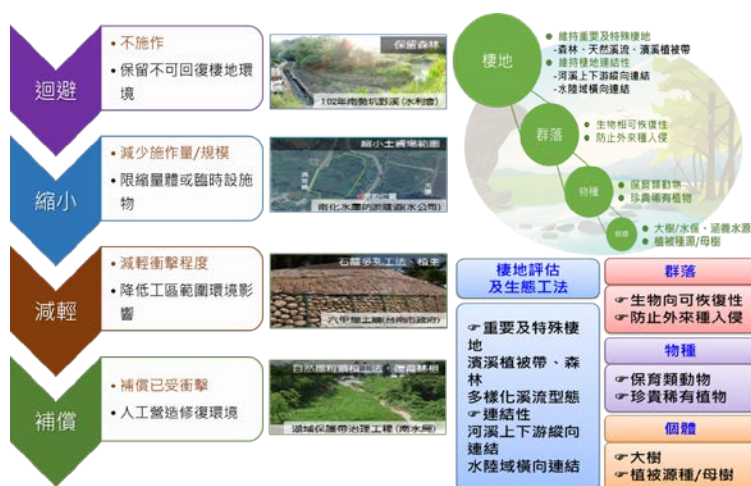 迴避
• 不施作
• 保留不可回復棲地環
境
保留森林
102年南勢坑野溪(水利會)
縮小
• 減少施作量/規模
• 限縮量體或臨時設施
物
縮小土資場範圍
南化水庫防淤隧道(水公司)
減輕
• 減輕衝擊程度
• 降低工區範圍環境影
響
石籠多孔工法、植生
六甲擋土牆(台南市政府)
補償
• 補償已受衝擊
• 人工營造修復環境
保護帶治理工程(南水局)
棲地
● 維持重要及特殊棲地
-森林、天然溪流、濱溪植被帶
● 維持棲地連結性
-河溪上下游縱向連結
-水陸域橫向連結
群落
● 生物相可恢復性
● 防止外來種入侵
物種
● 保育類動物
● 珍貴稀有植物
● 大樹/水保、涵養水源
● 植被種源/母樹
棲地評估
及生態工法
☞重要及特殊棲
地
濱溪植被帶、森
林
多樣化溪流型態
☞連結性
河溪上下游縱向
連結
水陸域橫向連結
群落
☞生物向可恢復性
☞防止外來種入侵
物種
☞保育類動物
☞珍貴稀有植物
個體
☞大樹
☞植被源種/母樹